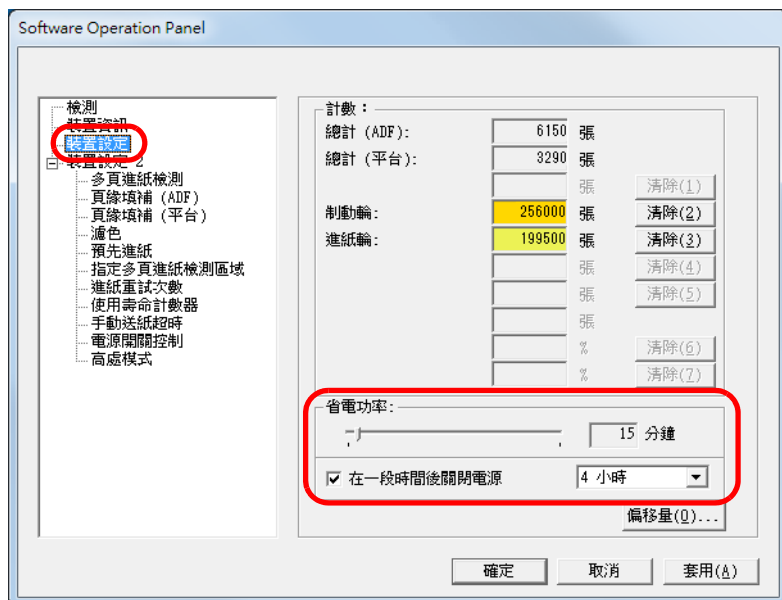 Software Operation Panel
檢測
裝置資訊
裝置設定
裝置設定 2
多頁進紙檢測
頁緣填補 (ADF)
頁緣填補 (平台)
濾色
預先進紙
指定多頁進紙檢測區域
進紙重試次數
使用壽命計數器
手動送紙超時
電源開關控制
高處模式
計數：
總計 (ADF): 6150 張
總計 (平台): 3290 張
張 清除(1)
制動輪: 256000 張 清除(2)
進紙輪: 199500 張 清除(3)
張 清除(4)
張 清除(5)
張
% 清除(6)
% 清除(7)
省電功率:
15 分鐘
在一段時間後關閉電源 4 小時
偏移量(O)...
確定 取消 套用(A)